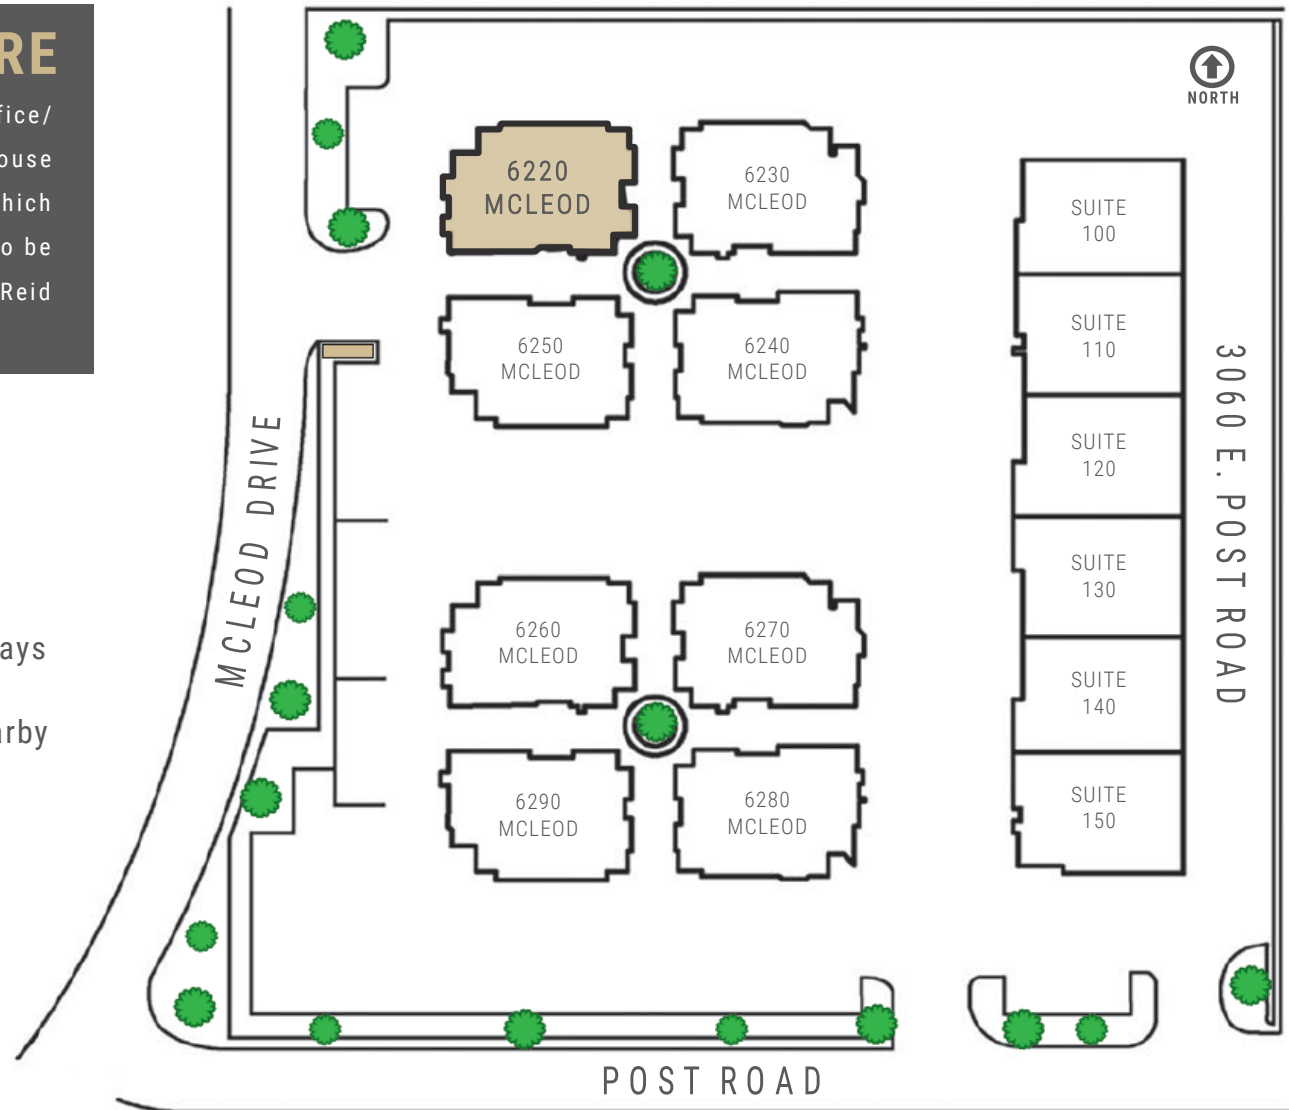 RE
fice/
ouse
hich
o be
Reid
ays
arby
NORTH
6220
MCLEOD
6230
MCLEOD
6250
MCLEOD
6240
MCLEOD
6260
MCLEOD
6270
MCLEOD
6290
MCLEOD
6280
MCLEOD
SUITE
100
SUITE
110
SUITE
120
SUITE
130
SUITE
140
SUITE
150
3060 E. POST ROAD
MCLEOD DRIVE
POST ROAD